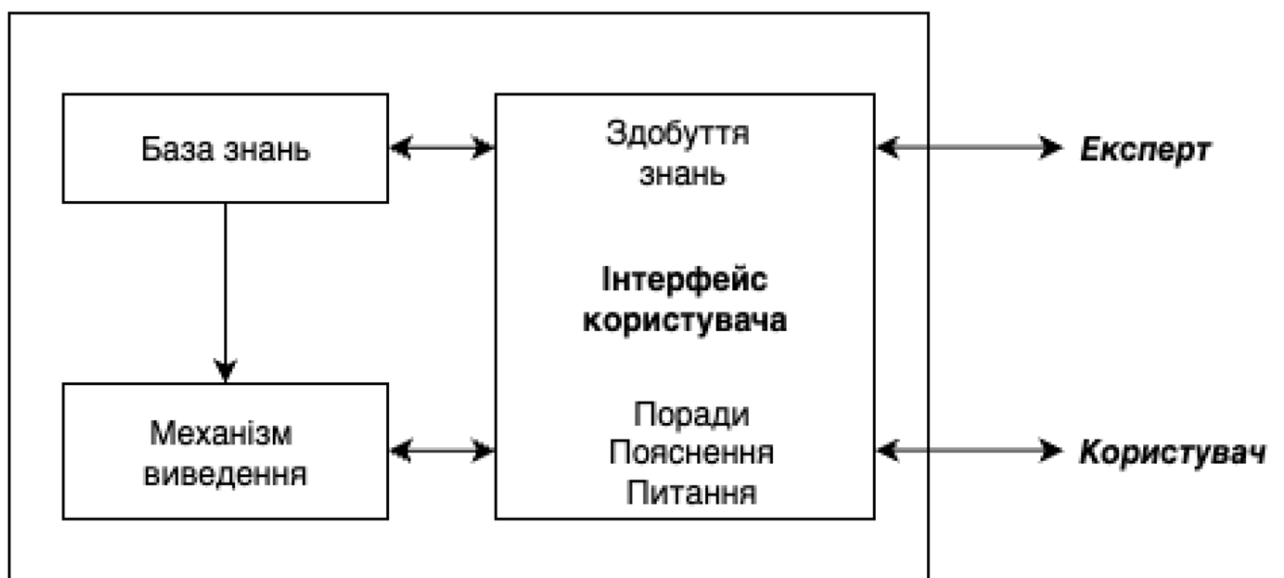 База знань
Здобуття
знань
Експерт
Інтерфейс
користувача
Механізм
виведення
Поради
Пояснення
Питання
Користувач